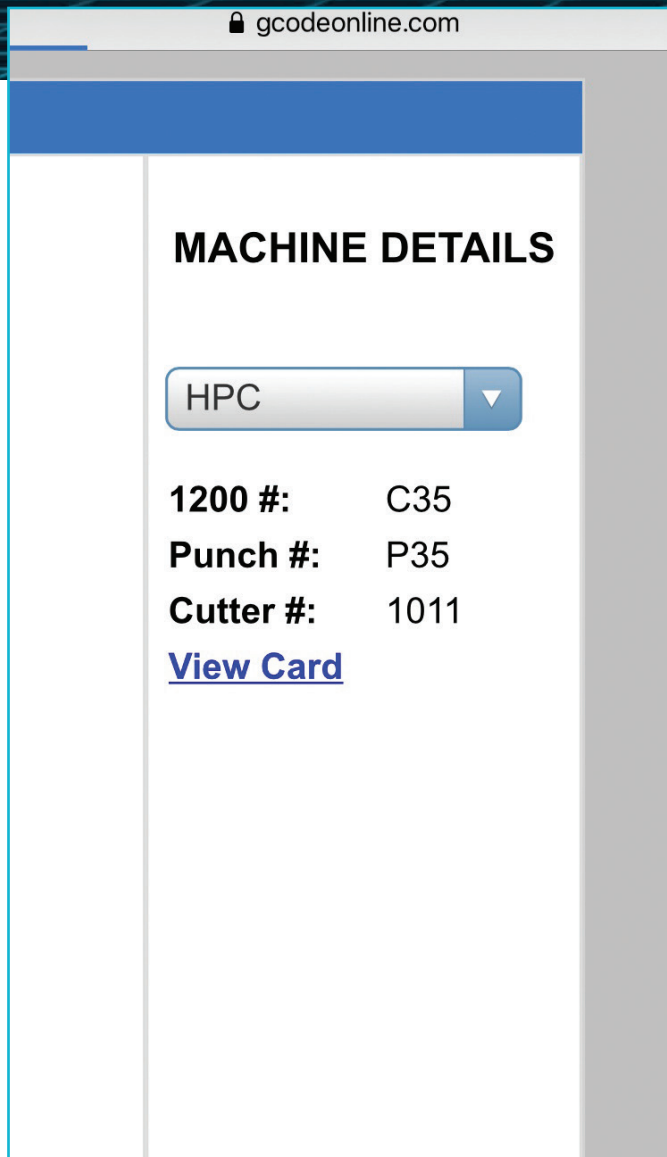 gcodeonline.com
MACHINE DETAILS
HPC
1200 #: C35
Punch #: P35
Cutter #: 1011
View Card